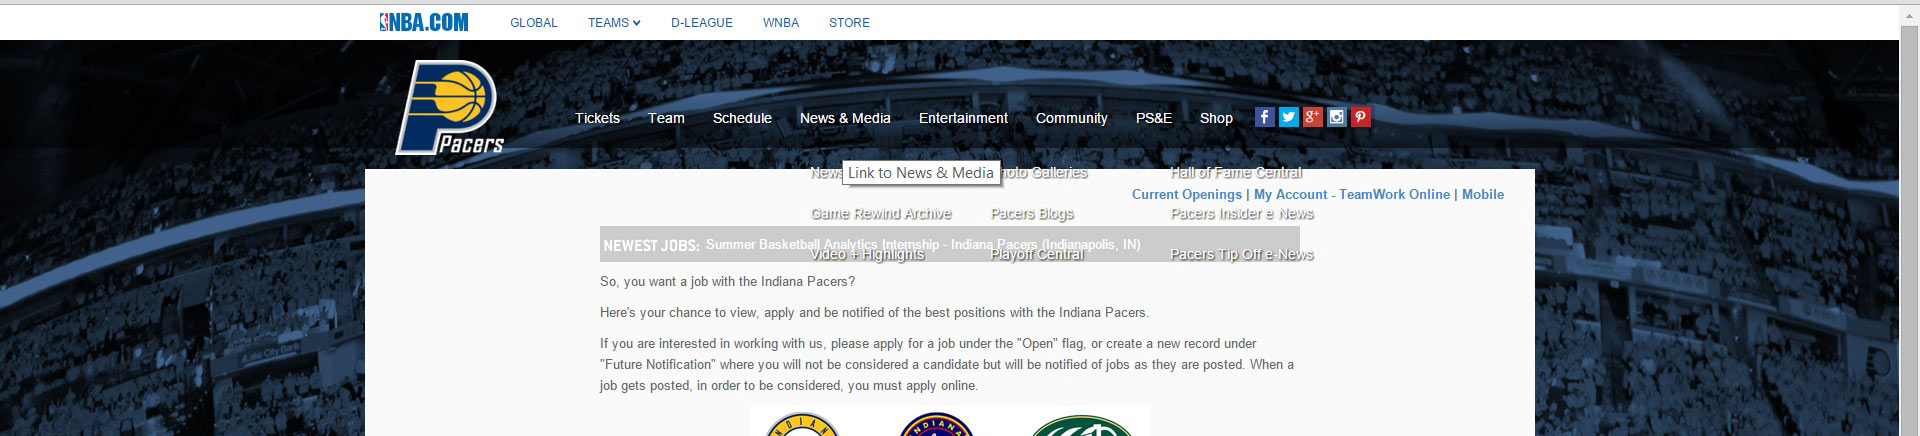 NBA.COM GLOBAL TEAMS D-LEAGUE WNBA STORE
Pacers
Tickets Team Schedule News & Media Entertainment Community PS&E Shop
News Link to News & Media hoto Galleries Hall of Fame Central
Current Openings | My Account - TeamWork Online | Mobile
Game Rewind Archive Pacers Blogs Pacers Insider e-News
NEWEST JOBS: Summer Basketball Analytics Internship - Indiana Pacers (Indianapolis, IN)
Video + Highlights Playoff Central Pacers Tip Off e-News
So, you want a job with the Indiana Pacers?
Here's your chance to view, apply and be notified of the best positions with the Indiana Pacers.
If you are interested in working with us, please apply for a job under the "Open" flag, or create a new record under
"Future Notification" where you will not be considered a candidate but will be notified of jobs as they are posted. When a
job gets posted, in order to be considered, you must apply online.
INDIAN INDIANA